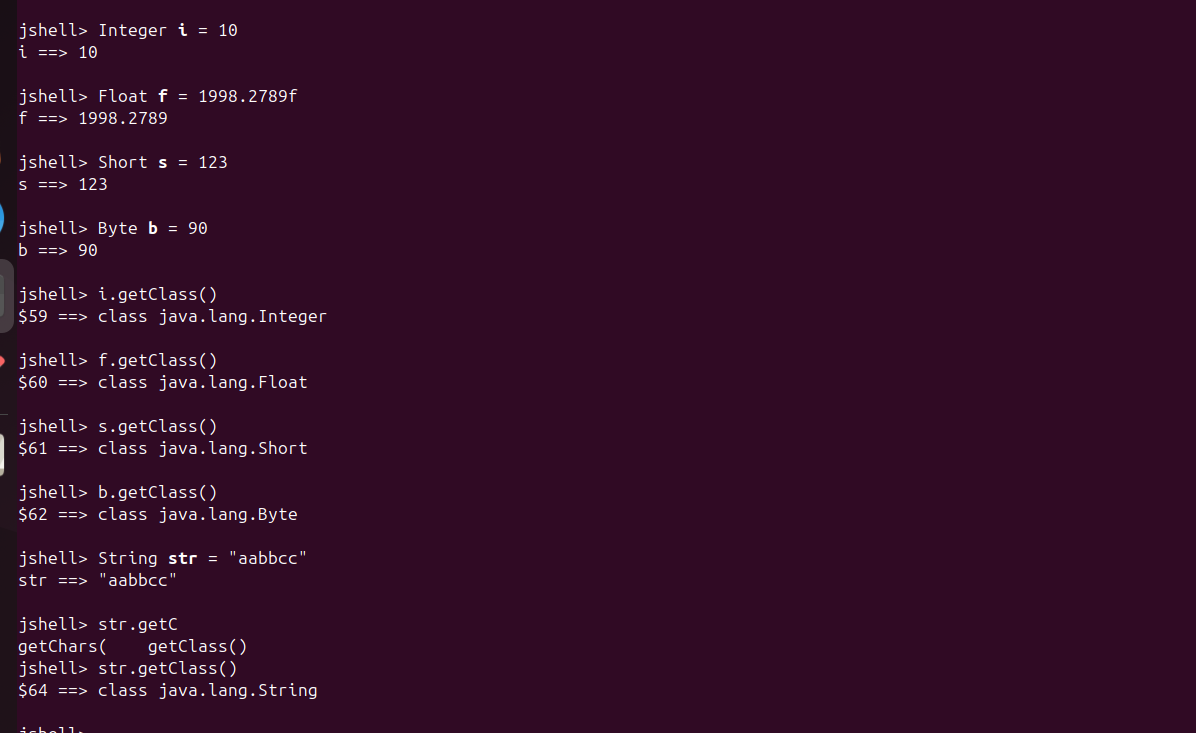 jshell> Integer i = 10
i ==> 10
jshell> Float f = 1998.2789f
f ==> 1998.2789
jshell> Short s = 123
s ==> 123
jshell> Byte b = 90
b ==> 90
jshell> i.getClass()
$59 ==> class java.lang.Integer
jshell> f.getClass()
$60 ==> class java.lang.Float
jshell> s.getClass()
$61 ==> class java.lang.Short
jshell> b.getClass()
$62 ==> class java.lang.Byte
jshell> String str = "aabbcc"
str ==> "aabbcc"
jshell> str.getC
getChars(    getClass()
jshell> str.getClass()
$64 ==> class java.lang.String
jshell>